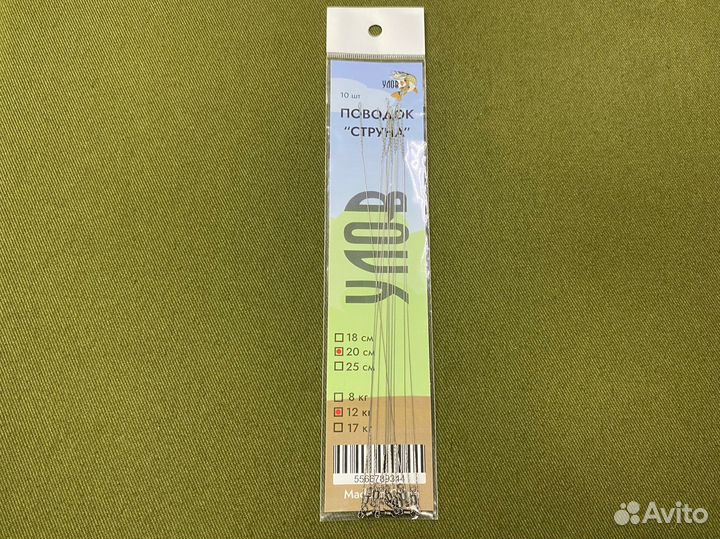 УЛОВ
10 шт
ПОВОДОК
"СТРУНА"
УЛОВ
18 см
20 см
25 см
8 кг
12 кг
17 кг
Avito